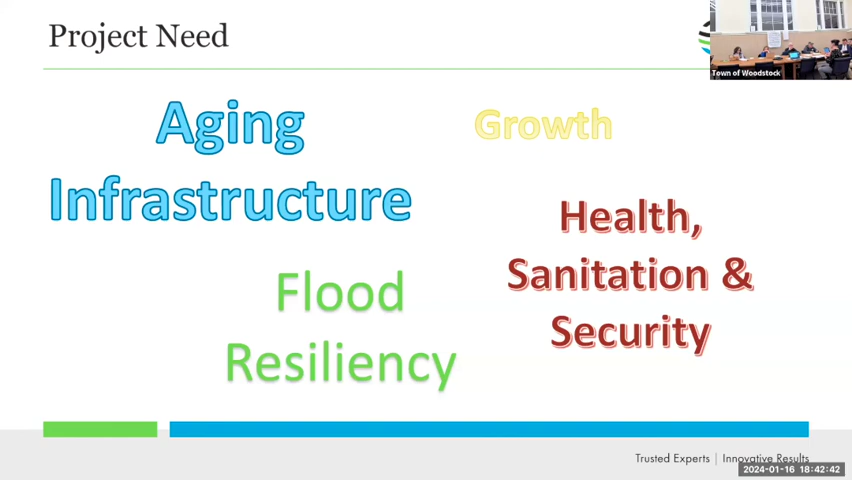 Project Need
Town of Woodstock
Aging
Infrastructure
Growth
Health,
Sanitation &
Security
Flood
Resiliency
Trusted Experts | Innovative Results
2024-01-16 18:42:42